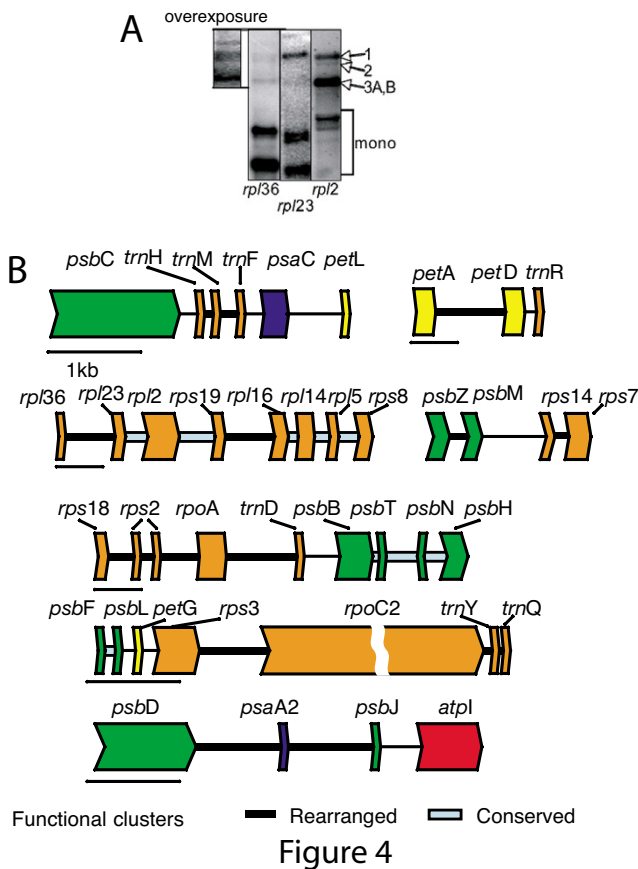 overexposure
A
1
2
3A,B
mono
rpl36
rpl23
rpl2
B
psbC trnH trnM trnF psaC petL
petA petD trnR
1kb
rpl36 rpl23 rpl2 rps19 rpl16 rpl14 rpl5 rps8
psbZ psbM rps14 rps7
rps18 rps2 rpoA trnD psbB psbT psbN psbH
psbF psbL petG rps3 rpoC2 trnY trnQ
psbD psaA2 psbJ atpI
Functional clusters Rearranged Conserved
Figure 4